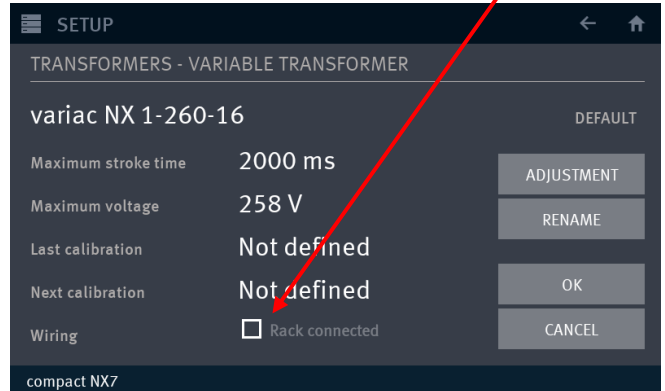 SETUP
TRANSFORMERS - VARIABLE TRANSFORMER
variac NX 1-260-16
DEFAULT
Maximum stroke time 2000 ms
ADJUSTMENT
Maximum voltage 258 V
RENAME
Last calibration Not defined
Next calibration Not defined
OK
Wiring Rack connected
CANCEL
compact NX7